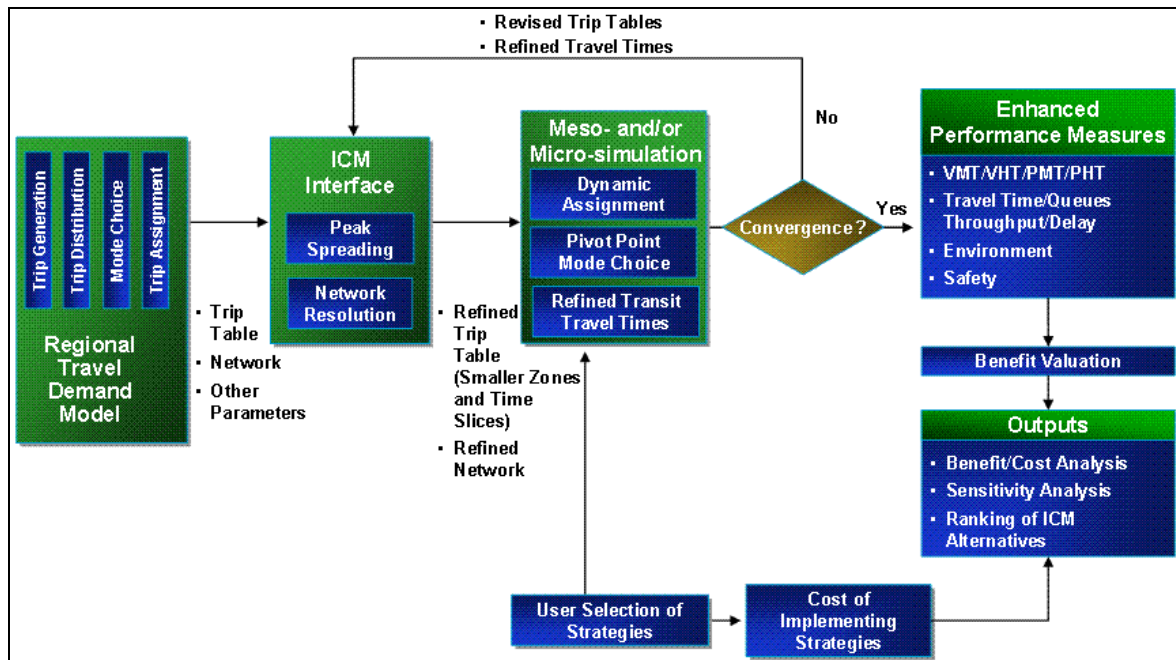 ▪ Revised Trip Tables
▪ Refined Travel Times
No
Trip Generation
Trip Distribution
Mode Choice
Trip Assignment
Regional
Travel
Demand
Model
▪ Trip
Table
▪ Network
▪ Other
Parameters
ICM
Interface
Peak
Spreading
Network
Resolution
▪ Refined
Trip
Table
(Smaller Zones
and Time
Slices)
▪ Refined
Network
Meso- and/or
Micro-simulation
Dynamic
Assignment
Pivot Point
Mode Choice
Refined Transit
Travel Times
Convergence?
Yes
Enhanced
Performance Measures
▪ VMT/VHT/PMT/PHT
▪ Travel Time/Queues
Throughput/Delay
▪ Environment
▪ Safety
Benefit Valuation
Outputs
▪ Benefit/Cost Analysis
▪ Sensitivity Analysis
▪ Ranking of ICM
Alternatives
User Selection of
Strategies
Cost of
Implementing
Strategies